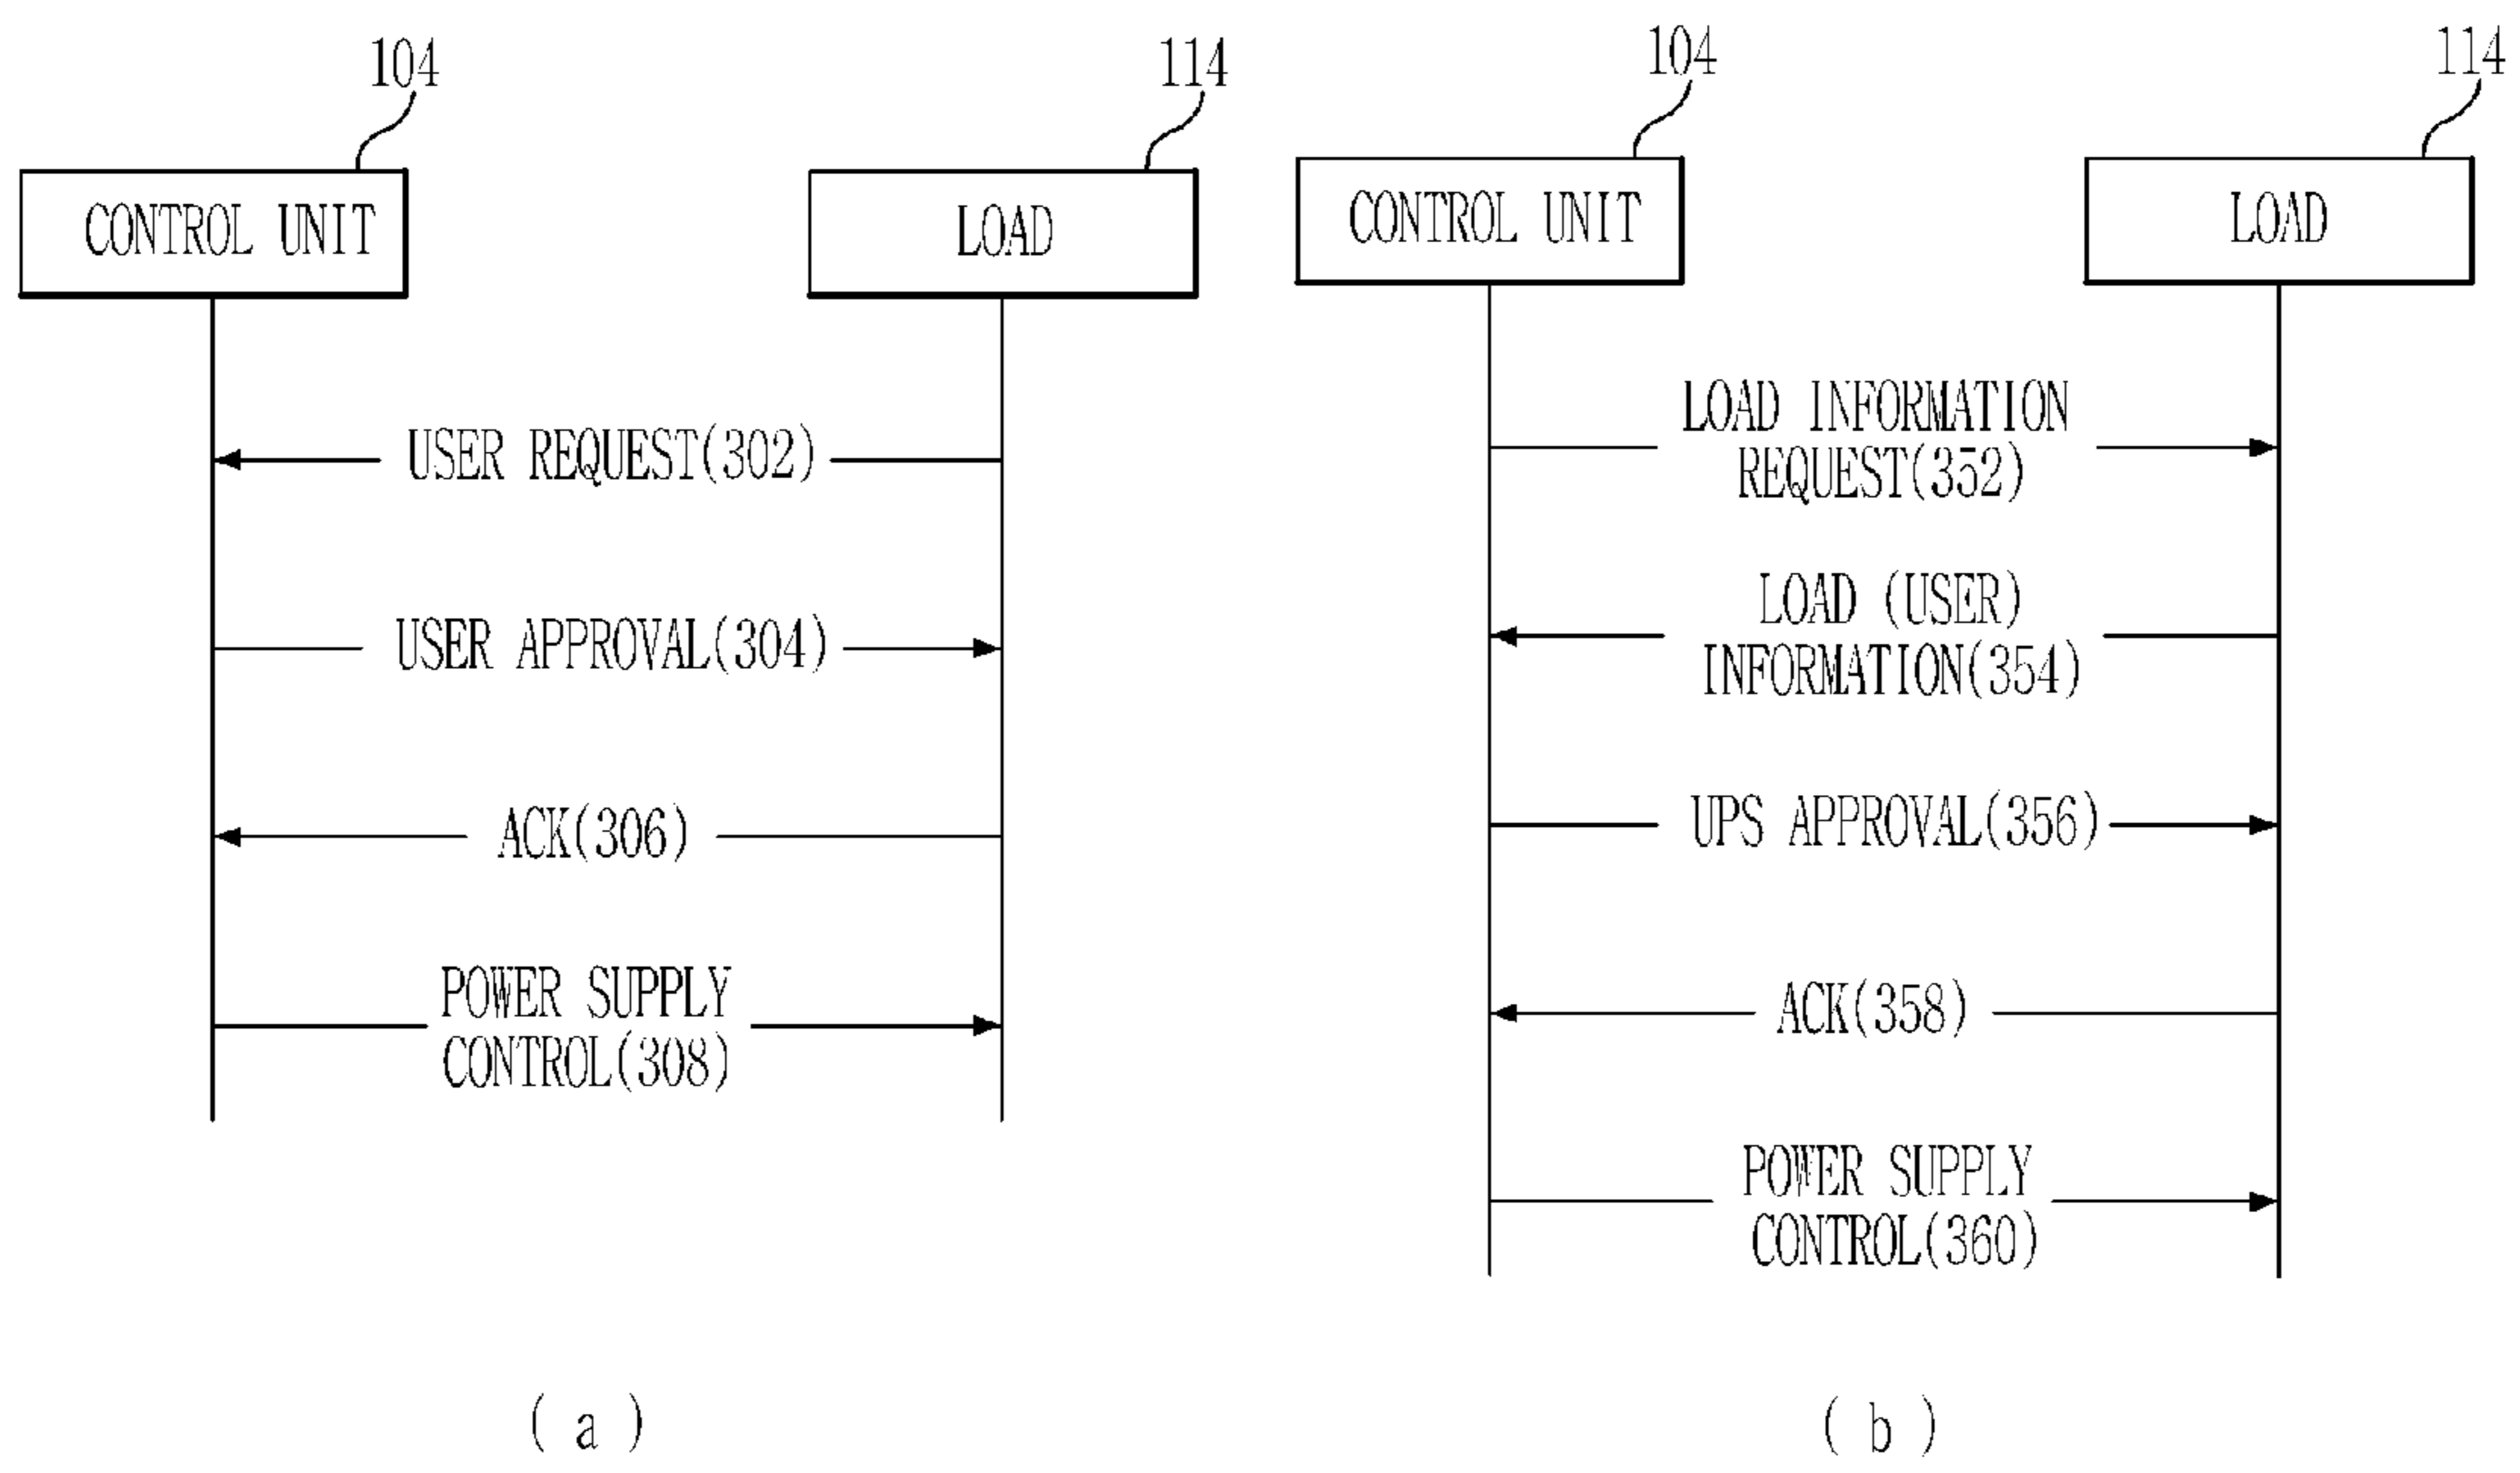 104
114
CONTROL UNIT
LOAD
USER REQUEST(302)
USER APPROVAL(304)
ACK(306)
POWER SUPPLY
CONTROL(308)
(a)
104
114
CONTROL UNIT
LOAD
LOAD INFORMATION
REQUEST(352)
LOAD (USER)
INFORMATION(354)
UPS APPROVAL(356)
ACK(358)
POWER SUPPLY
CONTROL(360)
(b)